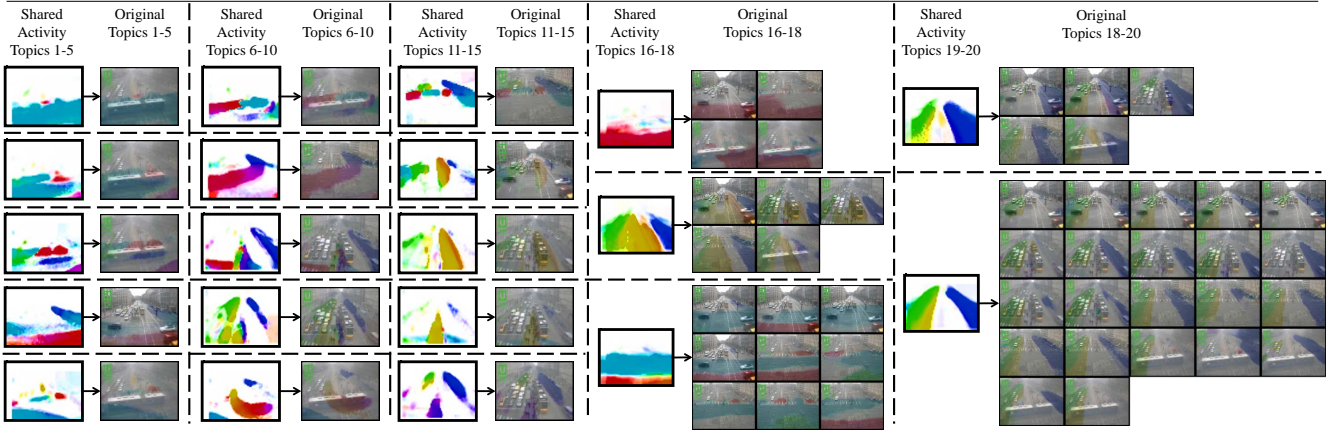 Shared
Activity
Topics 1-5
Original
Topics 1-5
Shared
Activity
Topics 6-10
Original
Topics 6-10
Shared
Activity
Topics 11-15
Original
Topics 11-15
Shared
Activity
Topics 16-18
Original
Topics 16-18
Shared
Activity
Topics 19-20
Original
Topics 18-20